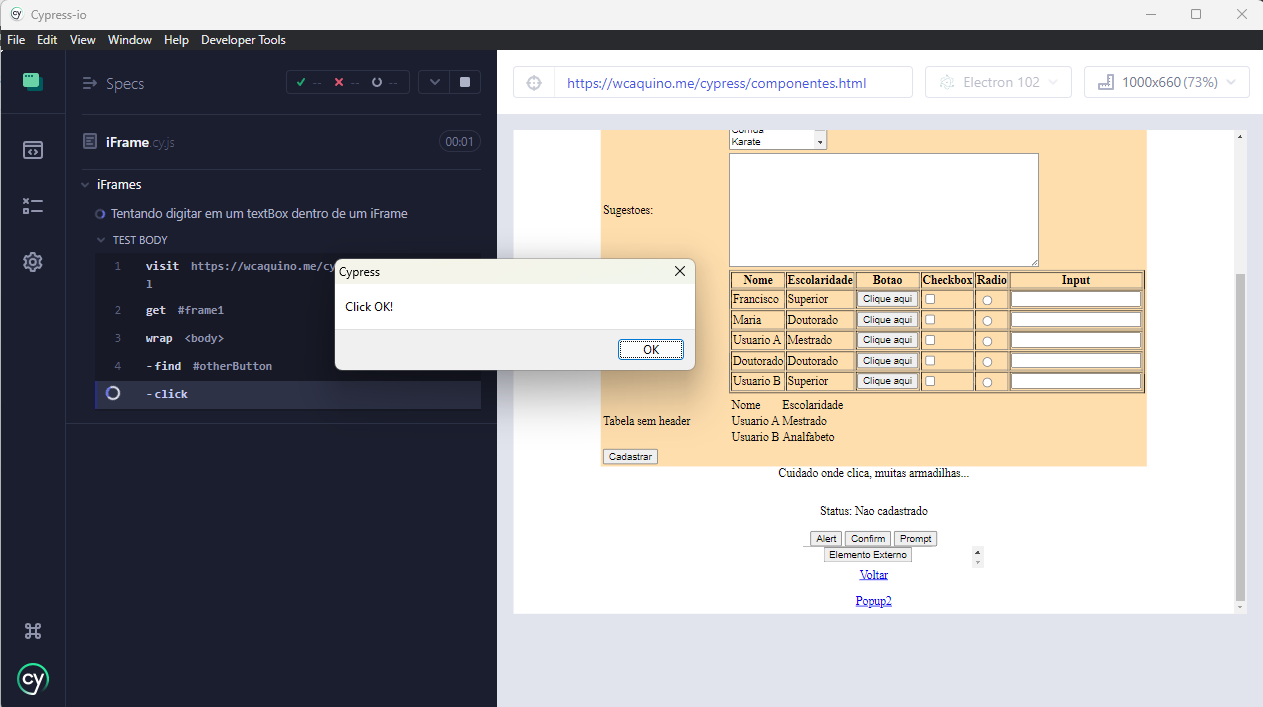 Cypress-io
File Edit View Window Help Developer Tools
Specs
-- -- --
iFrame cy.js
00:01
iFrames
Tentando digitar em um textBox dentro de um iFrame
TEST BODY
1 visit https://wcaquino.me/cy
l
2 get #frame1
3 wrap <body>
4 -find #otherButton
-click
cy
Cypress
Click OK!
OK
https://wcaquino.me/cypress/componentes.html
Electron 102
1000x660 (73%)
Corrida
Karate
Sugestoes:
Nome Escolaridade Botao Checkbox Radio Input
Francisco Superior Clique aqui
Maria Doutorado Clique aqui
Usuario A Mestrado Clique aqui
Doutorado Doutorado Clique aqui
Usuario B Superior Clique aqui
Tabela sem header
Nome Escolaridade
Usuario A Mestrado
Usuario B Analfabeto
Cadastrar
Cuidado onde clica, muitas armadilhas...
Status: Nao cadastrado
Alert Confirm Prompt
Elemento Externo
Voltar
Popup2